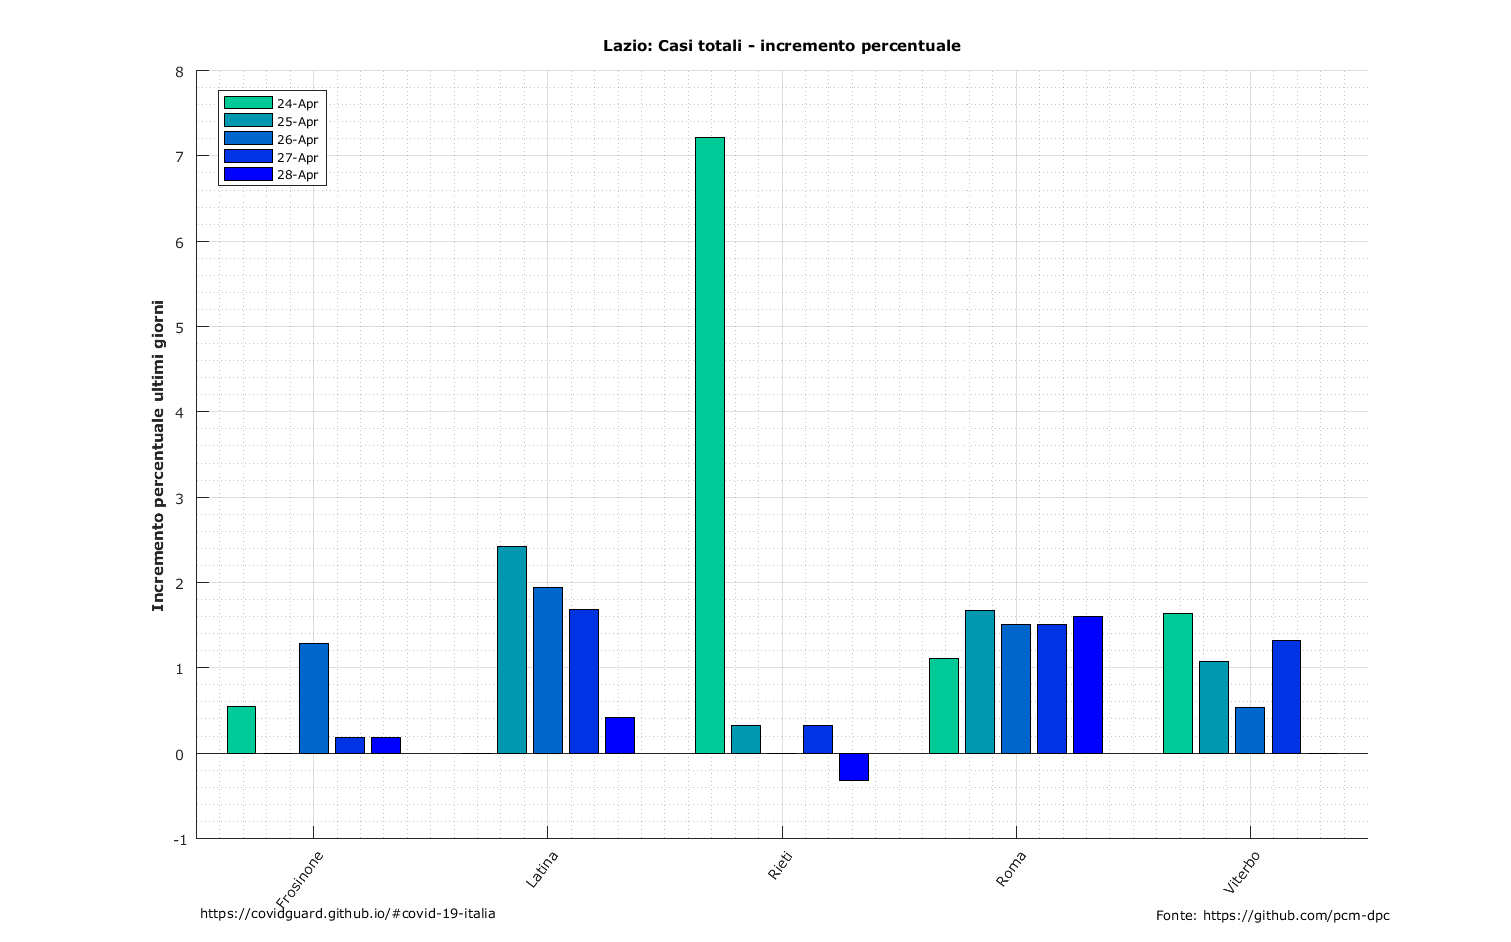 Lazio: Casi totali - incremento percentuale
8
7
6
5
4
3
2
1
0
-1
Incremento percentuale ultimi giorni
24-Apr
25-Apr
26-Apr
27-Apr
28-Apr
Frosinone
Latina
Rieti
Roma
Viterbo
https://covidguard.github.io/#covid-19-italia
Fonte: https://github.com/pcm-dpc